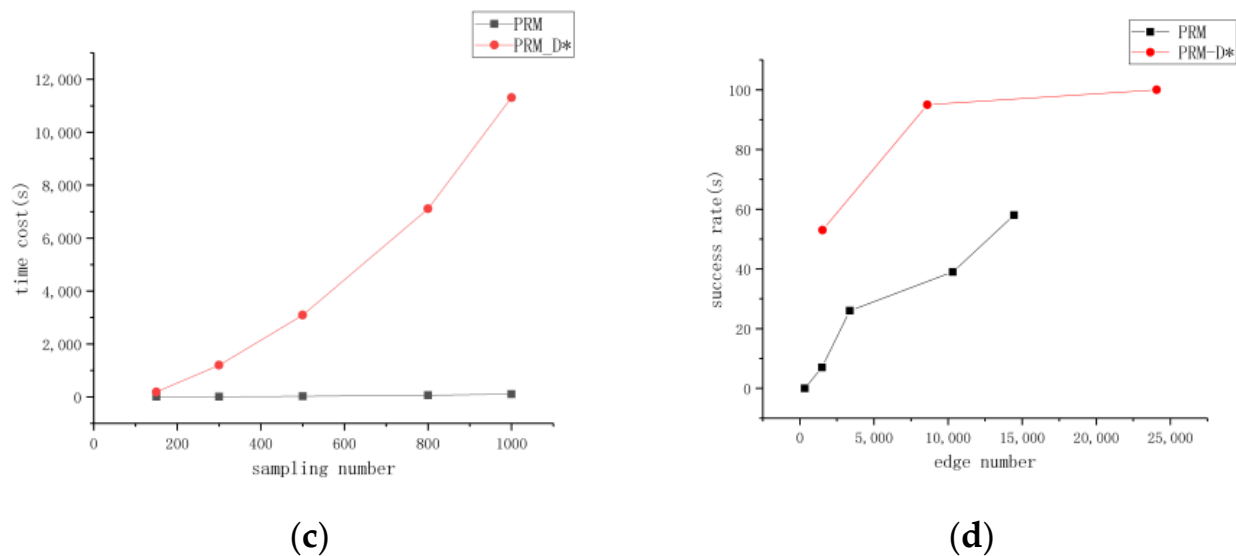 PRM
PRM_D*
12,000
10,000
8,000
6,000
4,000
2,000
0
time cost(s)
0 200 400 600 800 1000
sampling number
(c)
PRM
PRM-D*
100
80
60
40
20
0
success rate(s)
0 5,000 10,000 15,000 20,000 25,000
edge number
(d)